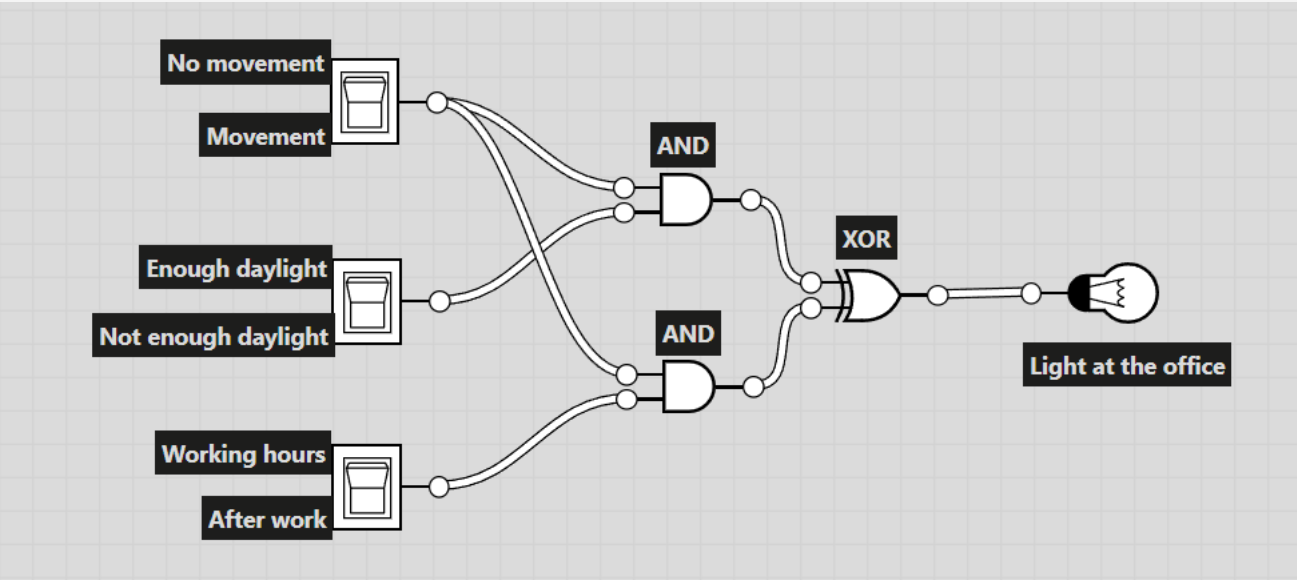 No movement
Movement
AND
XOR
Enough daylight
Not enough daylight
AND
Light at the office
Working hours
After work